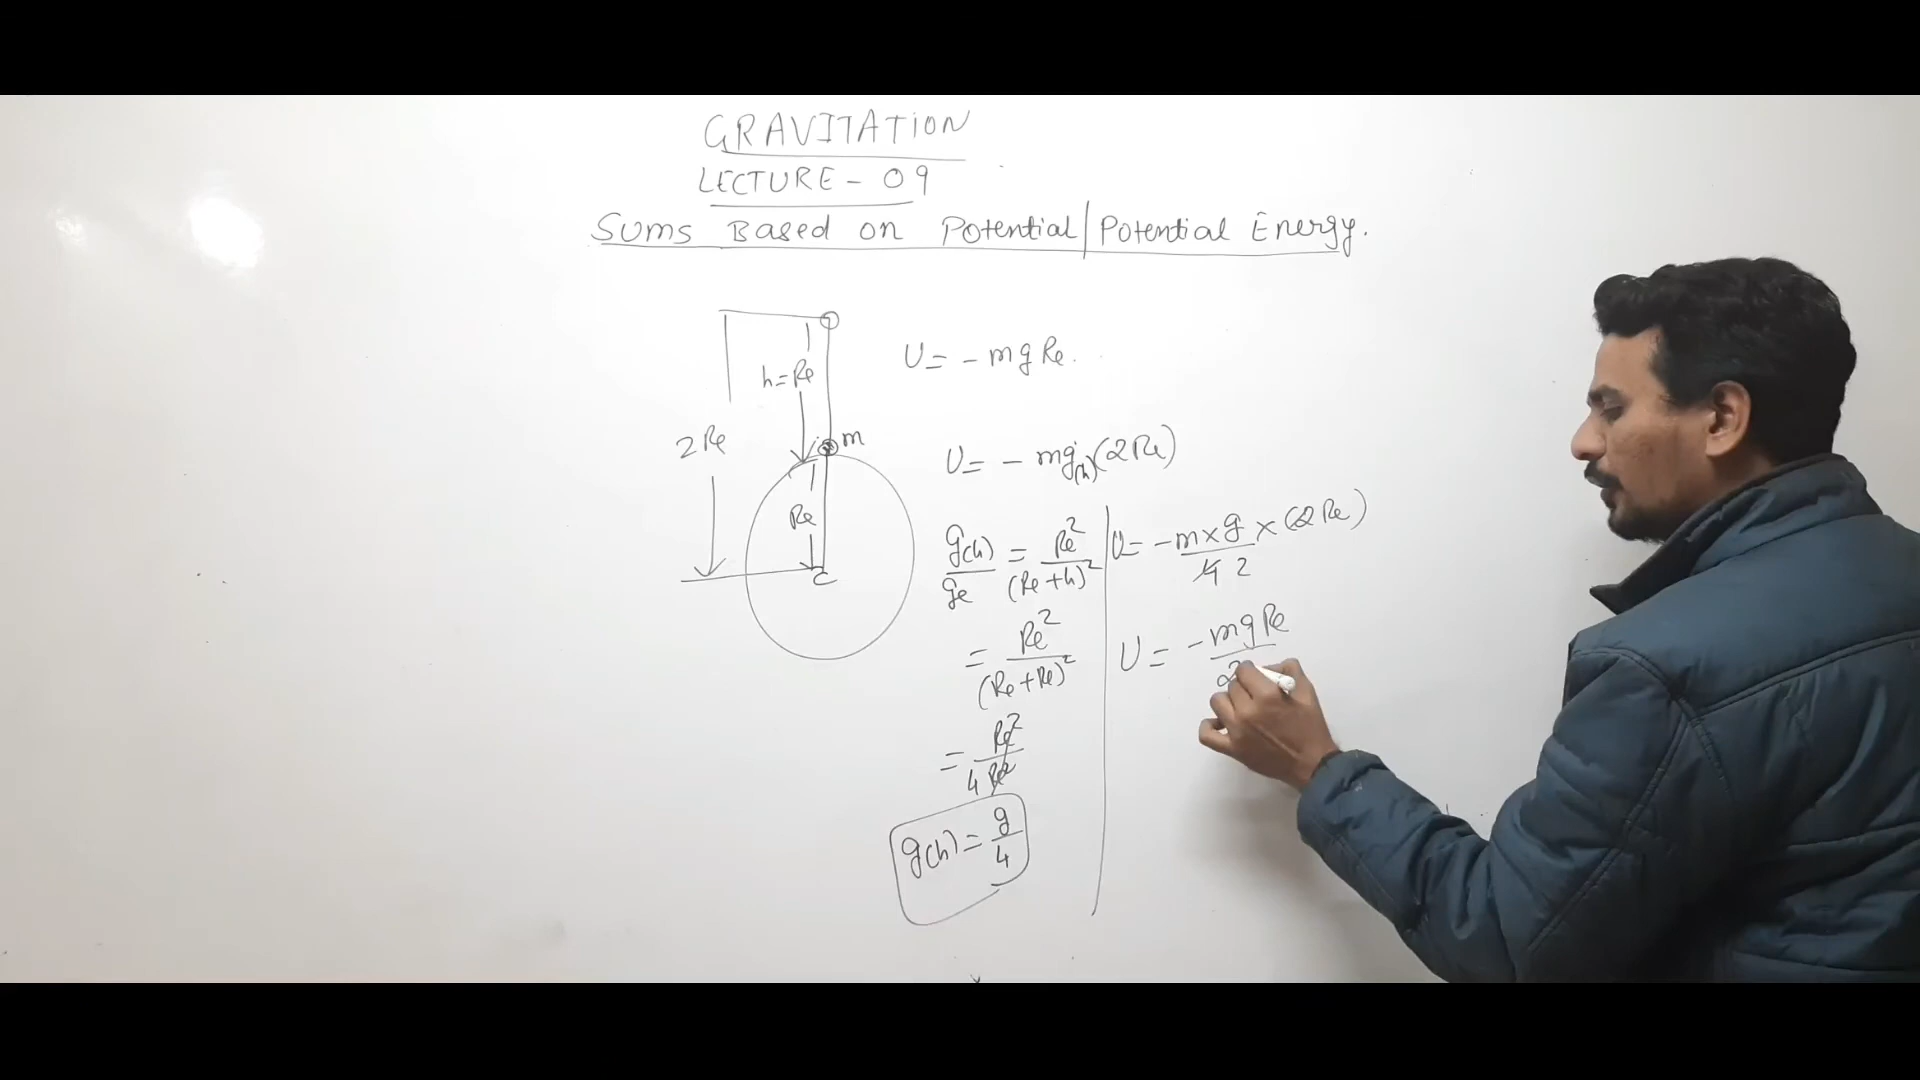 GRAVITATION
LECTURE - 09
Sums Based on Potential | Potential Energy.
h = Re
2Re
m
Re
C
U = - mgRe.
U = - mg(h)(2Re)
g(h)/ge = Re²/(Re+h)²
= Re²/(Re+Re)²
= Re²/4Re²
g(h) = g/4
U = - m×g/4 2 × (2Re)
U = - mgRe/2